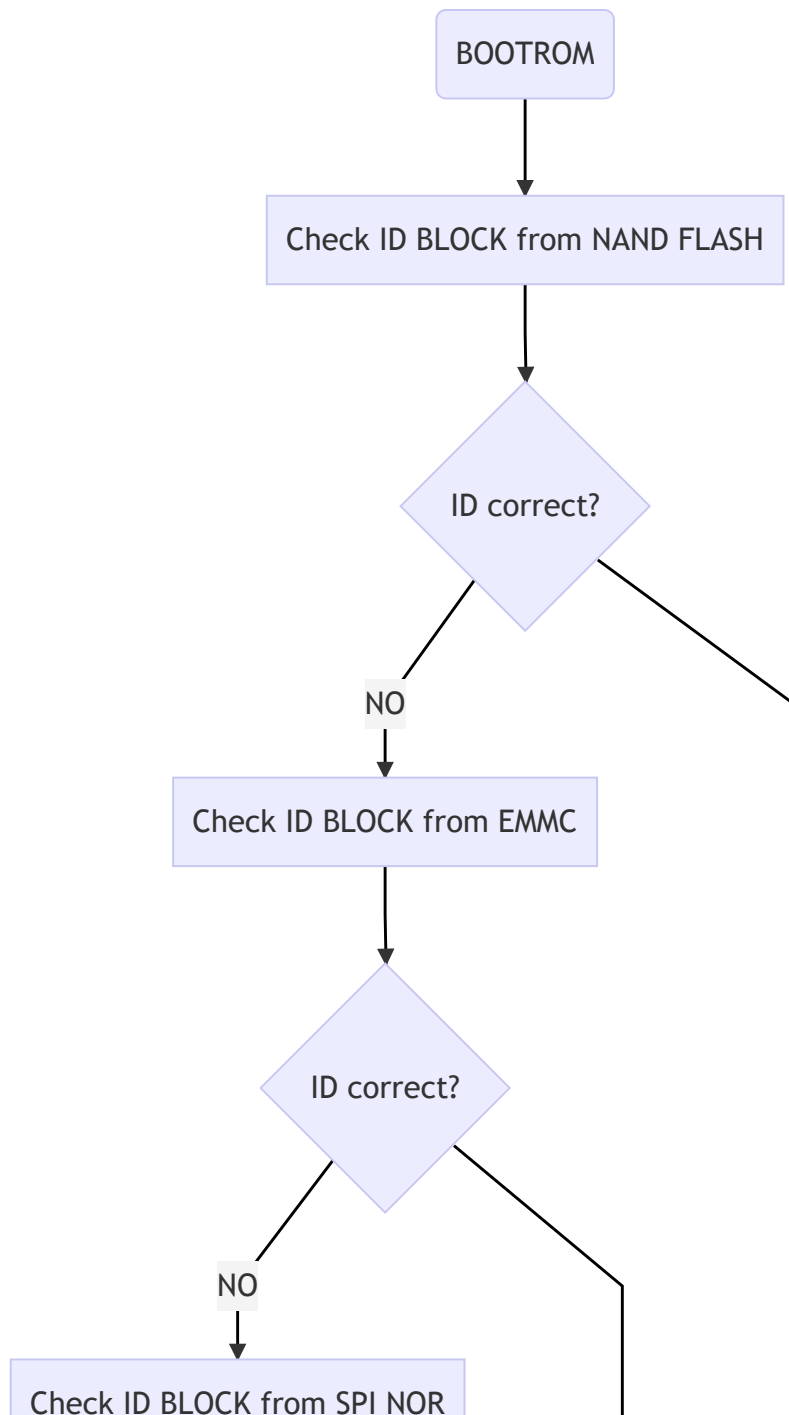 BOOTROM
Check ID BLOCK from NAND FLASH
ID correct?
NO
Check ID BLOCK from EMMC
ID correct?
NO
Check ID BLOCK from SPI NOR